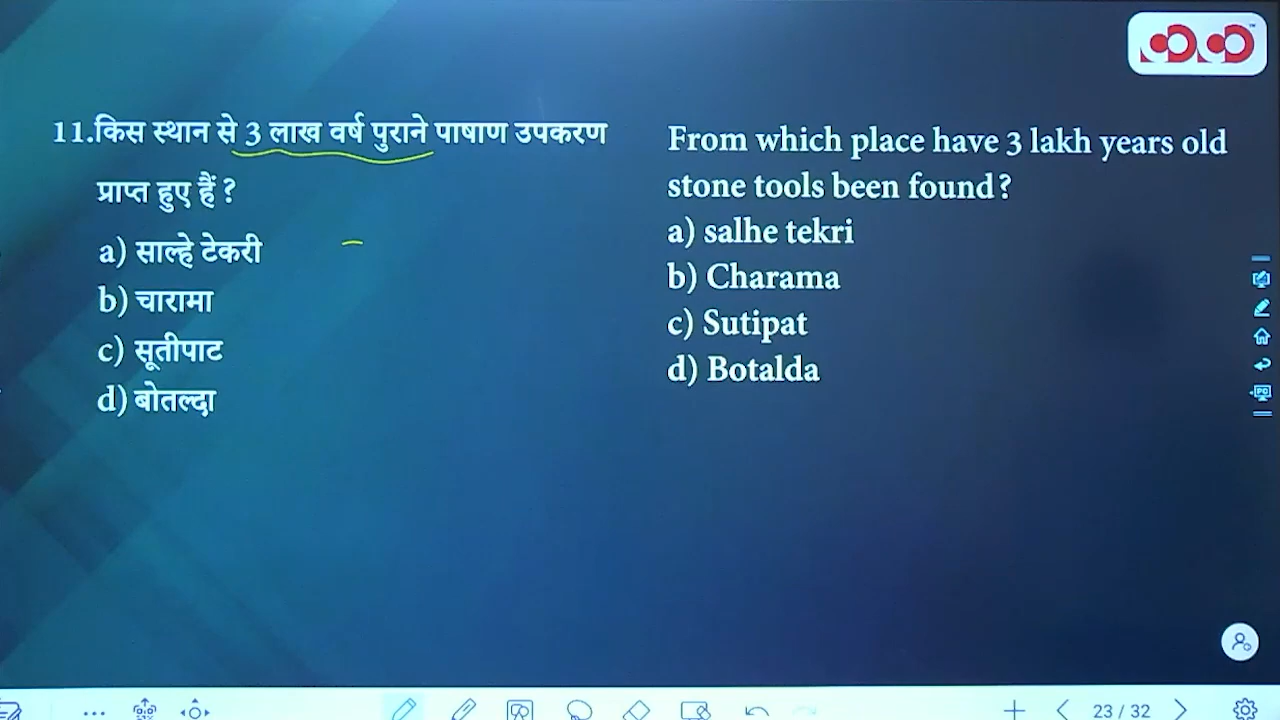 11.किस स्थान से 3 लाख वर्ष पुराने पाषाण उपकरण
प्राप्त हुए हैं ?
a) साल्हे टेकरी
b) चारामा
c) सूतीपाट
d) बोतल्दा
From which place have 3 lakh years old
stone tools been found?
a) salhe tekri
b) Charama
c) Sutipat
d) Botalda
23 / 32